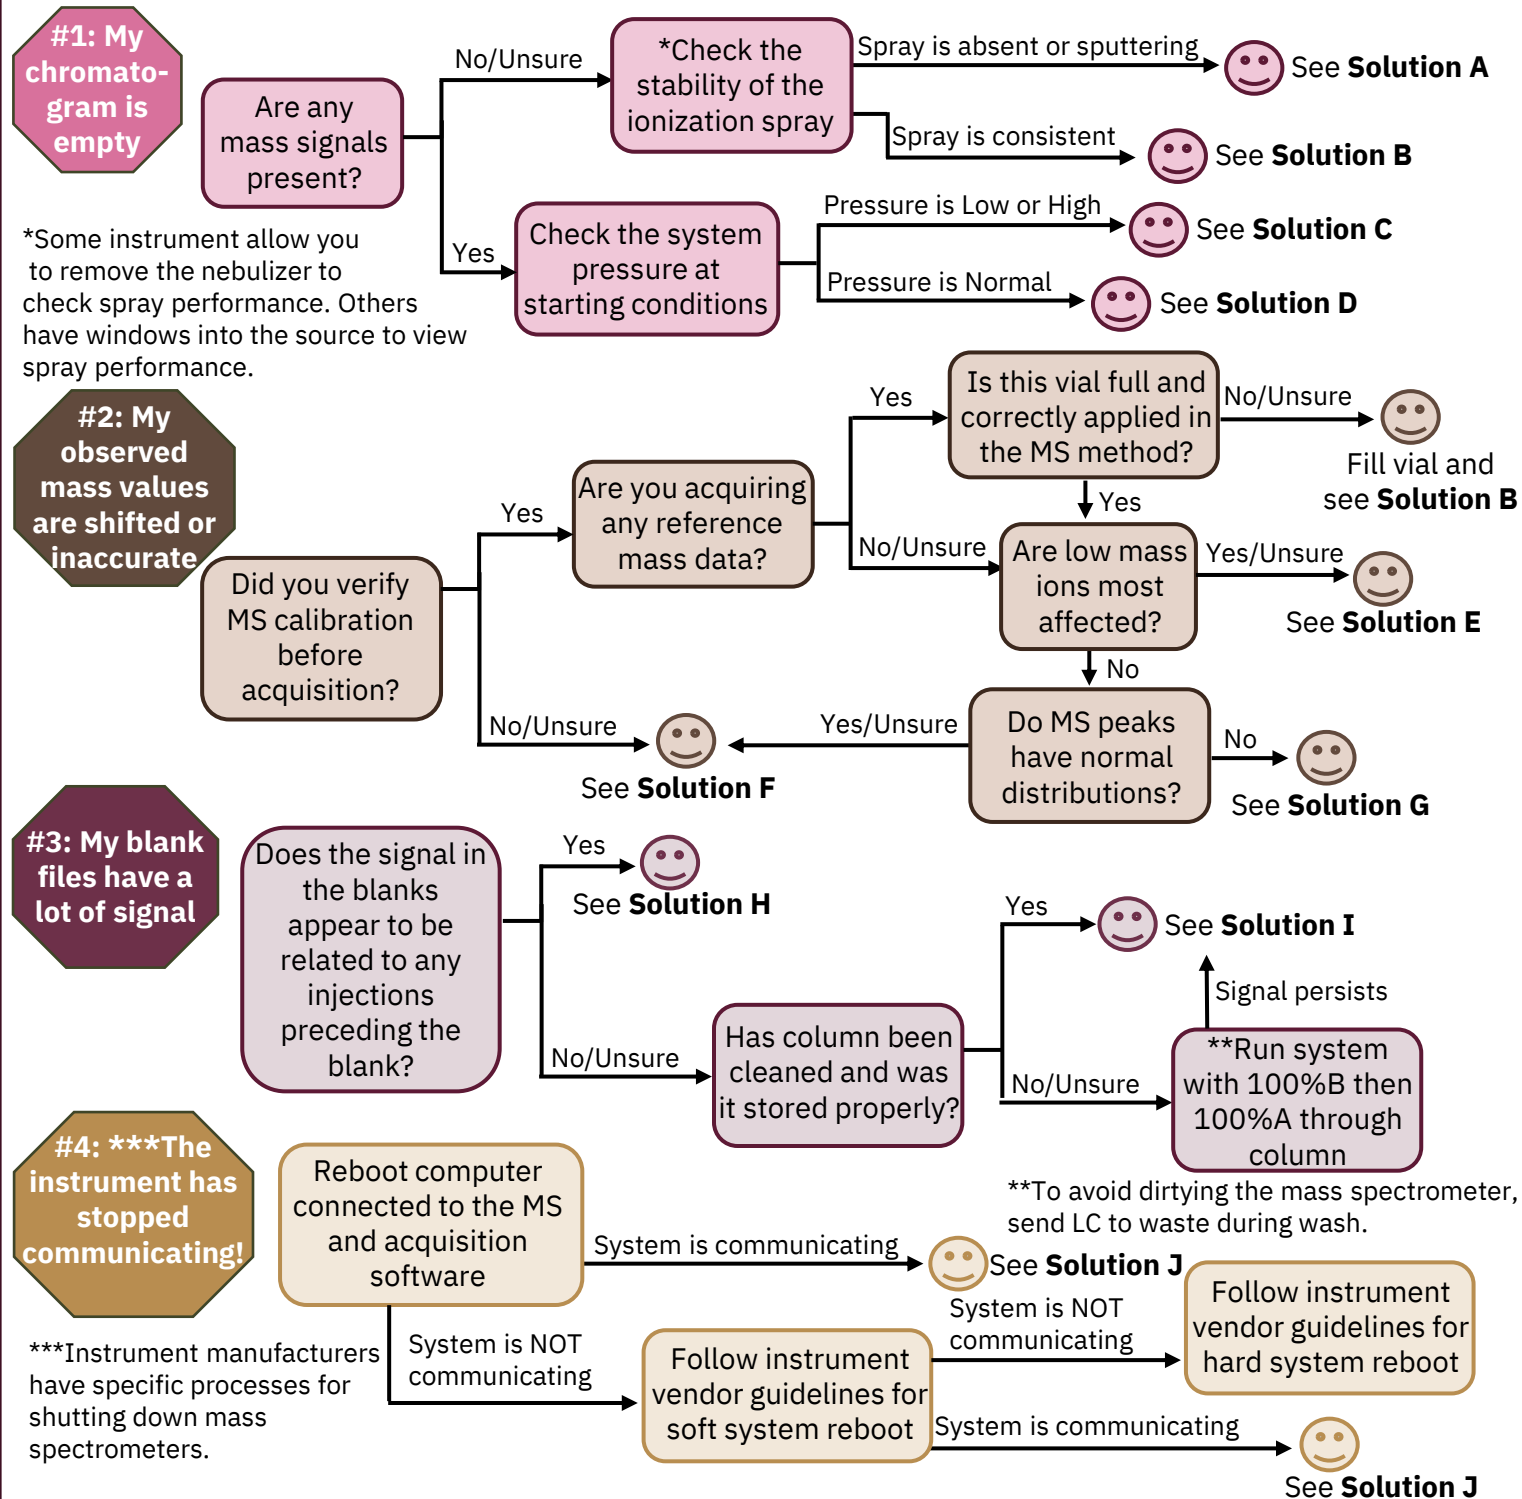 #1: My
chromato-
gram is
empty
Are any
mass signals
present?
No/Unsure
*Check the
stability of the
ionization spray
Spray is absent or sputtering
See Solution A
Spray is consistent
See Solution B
Yes
Check the system
pressure at
starting conditions
Pressure is Low or High
See Solution C
Pressure is Normal
See Solution D
*Some instrument allow you
to remove the nebulizer to
check spray performance. Others
have windows into the source to view
spray performance.
#2: My
observed
mass values
are shifted or
inaccurate
Did you verify
MS calibration
before
acquisition?
Yes
Are you acquiring
any reference
mass data?
Yes
Is this vial full and
correctly applied in
the MS method?
No/Unsure
Fill vial and
see Solution B
Yes
No/Unsure
Are low mass
ions most
affected?
Yes/Unsure
See Solution E
No
Do MS peaks
have normal
distributions?
No
See Solution G
Yes/Unsure
No/Unsure
See Solution F
#3: My blank
files have a
lot of signal
Does the signal in
the blanks
appear to be
related to any
injections
preceding the
blank?
Yes
See Solution H
No/Unsure
Has column been
cleaned and was
it stored properly?
Yes
See Solution I
Signal persists
No/Unsure
**Run system
with 100%B then
100%A through
column
**To avoid dirtying the mass spectrometer,
send LC to waste during wash.
#4: ***The
instrument has
stopped
communicating!
Reboot computer
connected to the MS
and acquisition
software
System is communicating
See Solution J
System is NOT
communicating
Follow instrument
vendor guidelines for
soft system reboot
System is NOT
communicating
Follow instrument
vendor guidelines for
hard system reboot
System is communicating
See Solution J
***Instrument manufacturers
have specific processes for
shutting down mass
spectrometers.